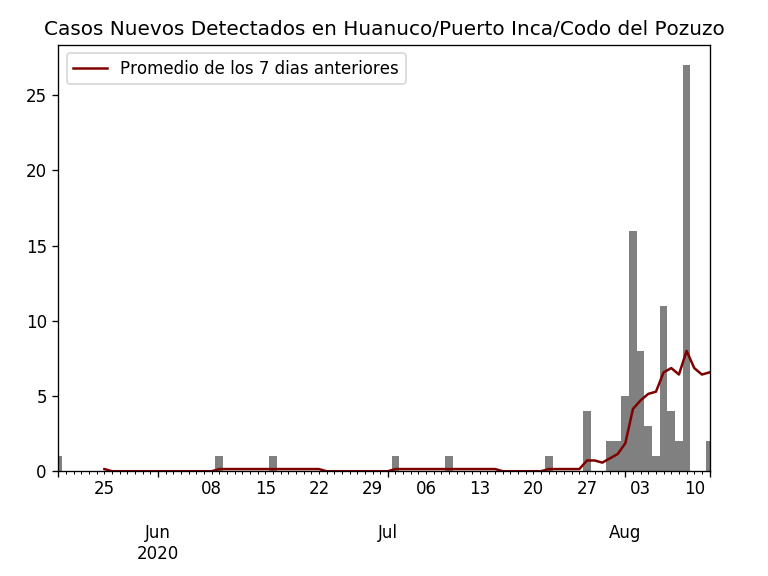 Casos Nuevos Detectados en Huanuco/Puerto Inca/Codo del Pozuzo
Promedio de los 7 dias anteriores
25
20
15
10
5
0
25 08 15 22 29 06 13 20 27 03 10
Jun Jul Aug
2020